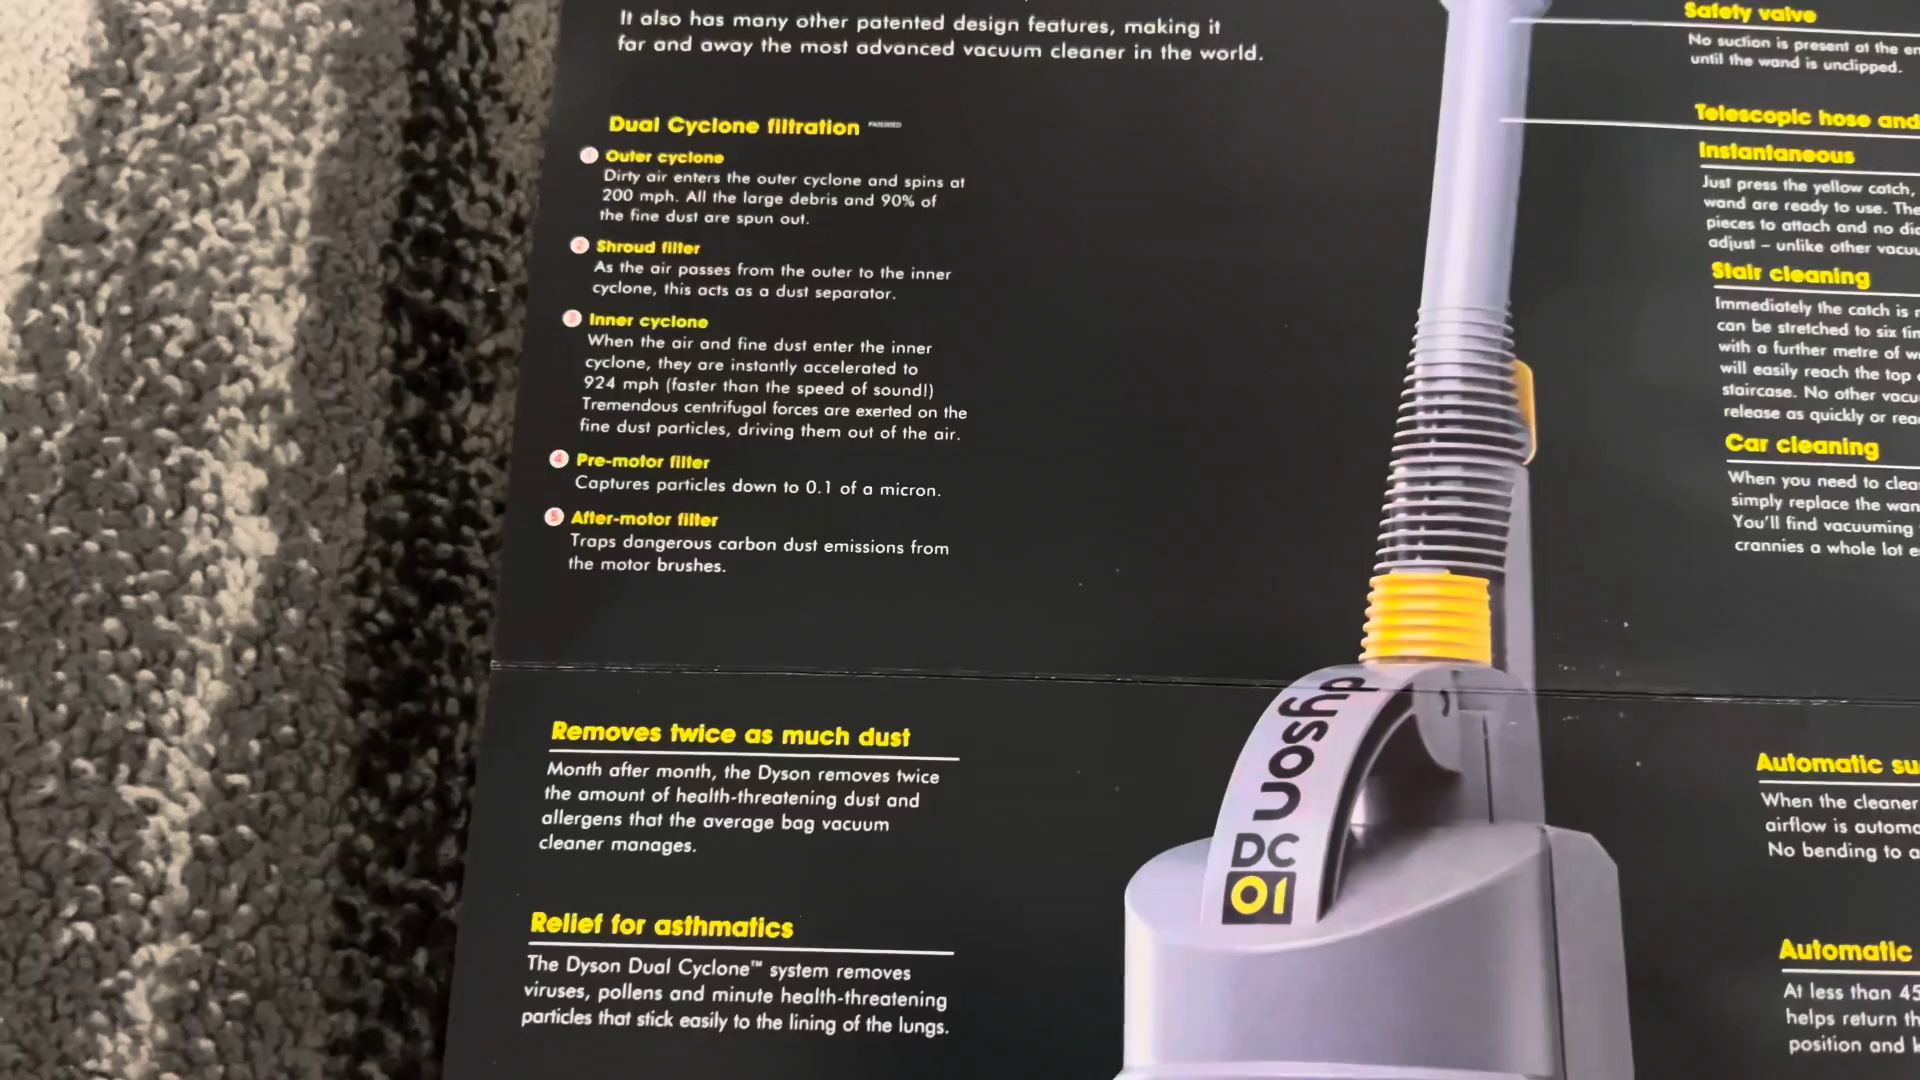 It also has many other patented design features, making it
far and away the most advanced vacuum cleaner in the world.
Dual Cyclone filtration PATENTED
1 Outer cyclone
Dirty air enters the outer cyclone and spins at
200 mph. All the large debris and 90% of
the fine dust are spun out.
2 Shroud filter
As the air passes from the outer to the inner
cyclone, this acts as a dust separator.
3 Inner cyclone
When the air and fine dust enter the inner
cyclone, they are instantly accelerated to
924 mph (faster than the speed of sound!)
Tremendous centrifugal forces are exerted on the
fine dust particles, driving them out of the air.
4 Pre-motor filter
Captures particles down to 0.1 of a micron.
5 After-motor filter
Traps dangerous carbon dust emissions from
the motor brushes.
Removes twice as much dust
Month after month, the Dyson removes twice
the amount of health-threatening dust and
allergens that the average bag vacuum
cleaner manages.
Relief for asthmatics
The Dyson Dual Cyclone™ system removes
viruses, pollens and minute health-threatening
particles that stick easily to the lining of the lungs.
dyson
DC
01
Safety valve
No suction is present at the
until the wand is unclipped.
Telescopic hose and
Instantaneous
Just press the yellow catch,
wand are ready to use.
pieces to attach and no
adjust – unlike other
Stair cleaning
Immediately the catch is
can be stretched to six
with a further metre of
will easily reach the top
staircase. No other
release as quickly or
Car cleaning
When you need to
simply replace the
You'll find vacuuming
crannies a whole lot
Automatic
When the cleaner
airflow is
No bending to
Automatic
At less than 45
helps return
position and